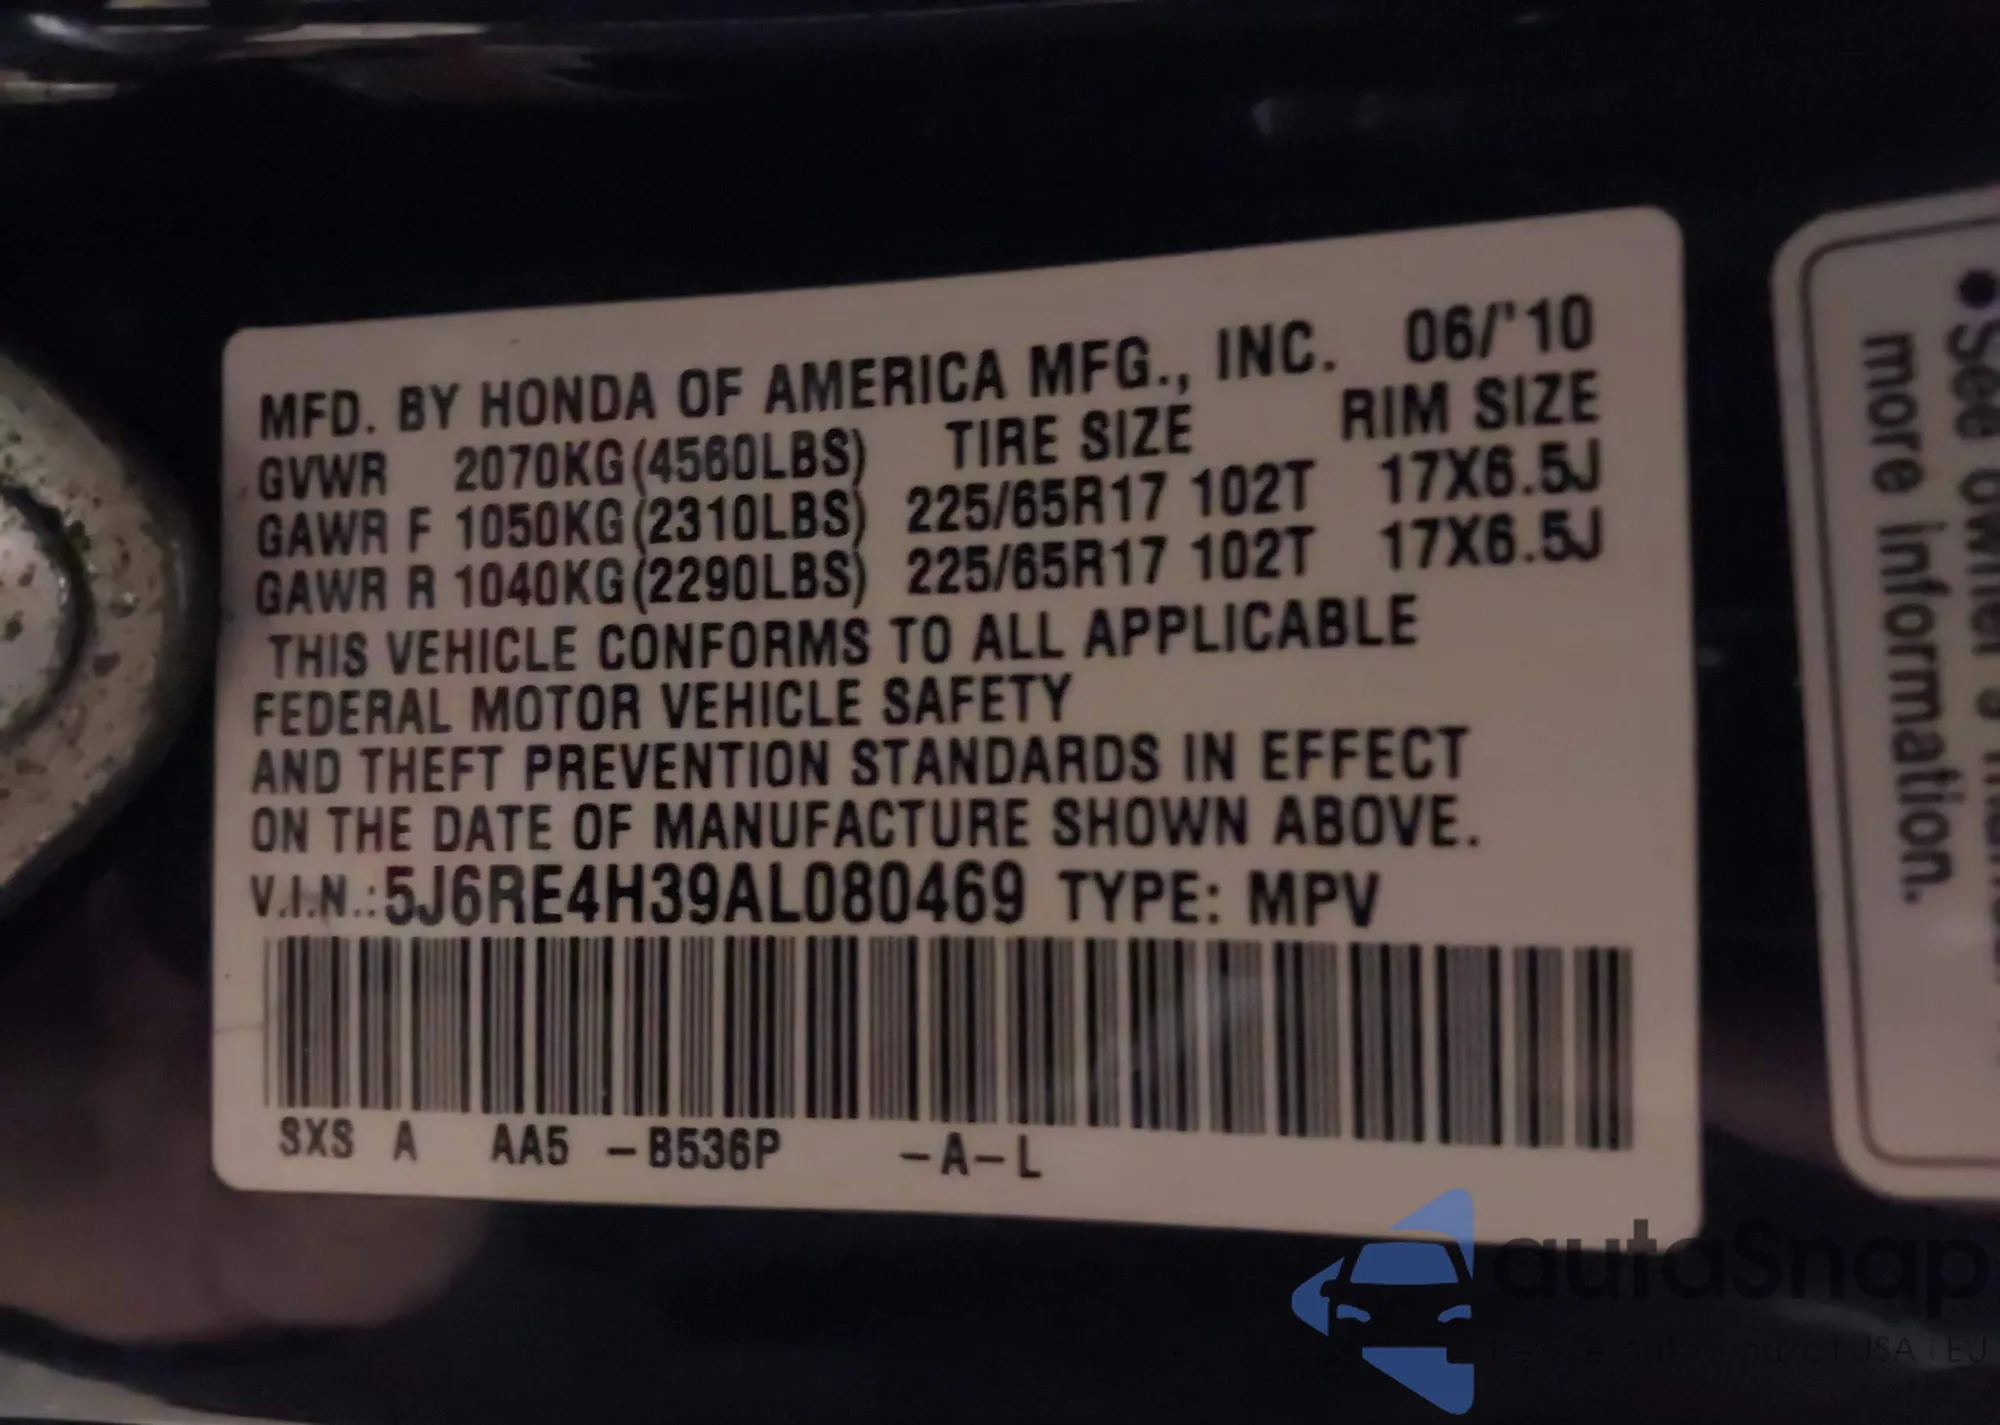 MFD. BY HONDA OF AMERICA MFG., INC. 06/'10
TIRE SIZE RIM SIZE
GVWR 2070KG(4560LBS)
GAWR F 1050KG(2310LBS) 225/65R17 102T 17X6.5J
GAWR R 1040KG(2290LBS) 225/65R17 102T 17X6.5J
THIS VEHICLE CONFORMS TO ALL APPLICABLE
FEDERAL MOTOR VEHICLE SAFETY
AND THEFT PREVENTION STANDARDS IN EFFECT
ON THE DATE OF MANUFACTURE SHOWN ABOVE.
V.I.N.:5J6RE4H39AL080469 TYPE: MPV
SXS A AA5 -B536P -A-L
•See owner's
more information.
autaSnap